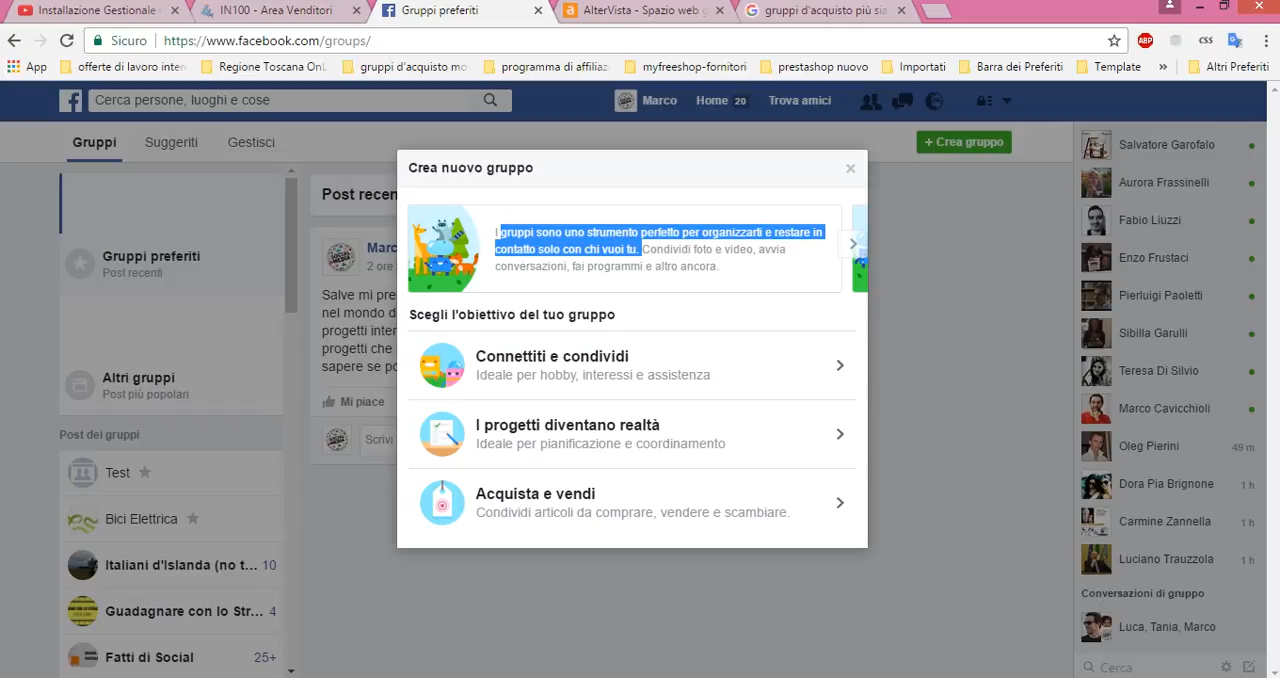 Installazione Gestionale
IN100 - Area Venditori
Gruppi preferiti
AlterVista - Spazio web g
gruppi d'acquisto più sia
Sicuro
https://www.facebook.com/groups/
ABP
CSS
App
offerte di lavoro inter
Regione Toscana OnL
gruppi d'acquisto mo
programma di affiliaz
myfreeshop-fornitori
prestashop nuovo
Importati
Barra dei Preferiti
Template
»
Altri Preferiti
Cerca persone, luoghi e cose
Marco
Home 20
Trova amici
Gruppi
Suggeriti
Gestisci
+ Crea gruppo
Gruppi preferiti
Post recenti
Altri gruppi
Post più popolari
Post dei gruppi
Test
Bici Elettrica
Italiani d'Islanda (no t... 10
Guadagnare con lo Str... 4
Fatti di Social 25+
Post recen
Marc
2 ore
Salve mi pre
nel mondo d
progetti inter
progetti che
sapere se po
Mi piace
Scrivi
Crea nuovo gruppo
I gruppi sono uno strumento perfetto per organizzarti e restare in
contatto solo con chi vuoi tu. Condividi foto e video, avvia
conversazioni, fai programmi e altro ancora.
Scegli l'obiettivo del tuo gruppo
Connettiti e condividi
Ideale per hobby, interessi e assistenza
I progetti diventano realtà
Ideale per pianificazione e coordinamento
Acquista e vendi
Condividi articoli da comprare, vendere e scambiare.
Salvatore Garofalo
Aurora Frassinelli
Fabio Liuzzi
Enzo Frustaci
Pierluigi Paoletti
Sibilla Garulli
Teresa Di Silvio
Marco Cavicchioli
Oleg Pierini 49 m
Dora Pia Brignone 1 h
Carmine Zannella 1 h
Luciano Trauzzola 1 h
Conversazioni di gruppo
Luca, Tania, Marco
Cerca